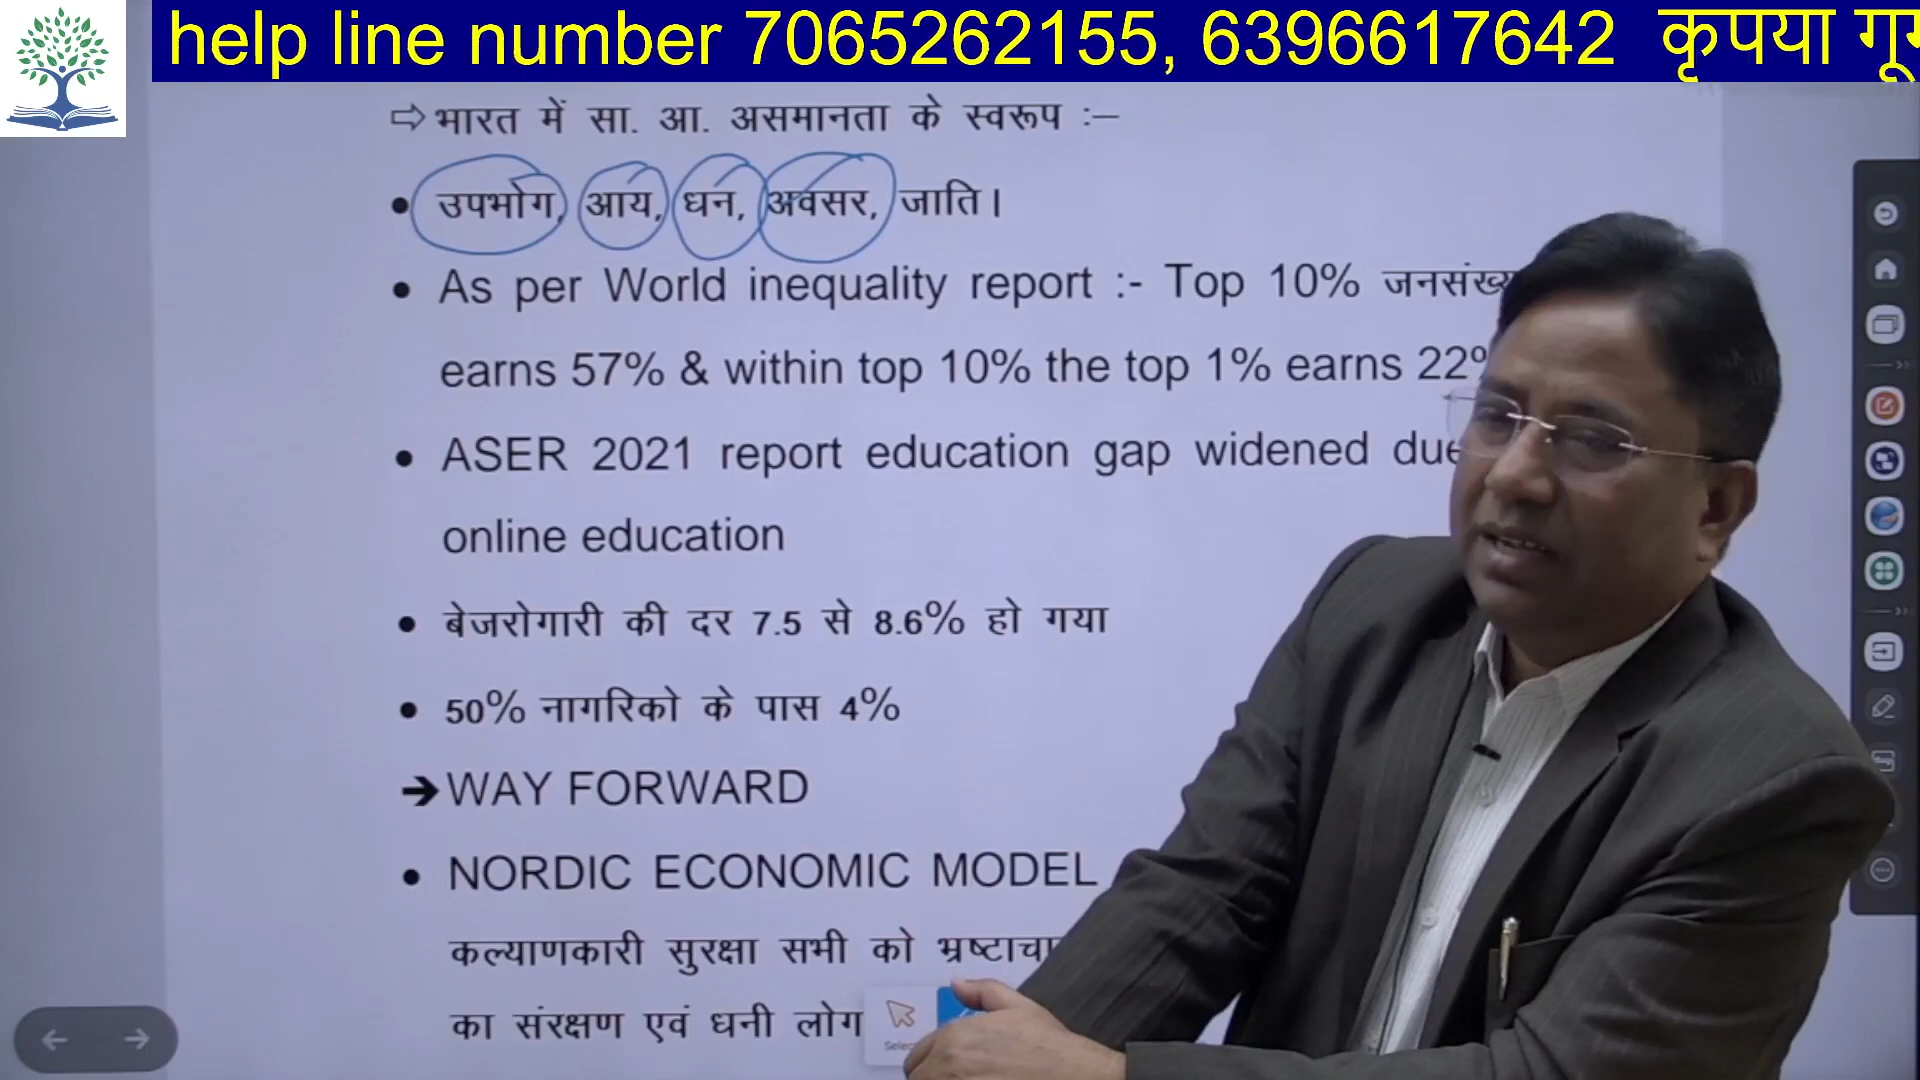 help line number 7065262155, 6396617642 कृपया
⇨ भारत में सा. आ. असमानता के स्वरूप :–
• उपभोग, आय, धन, अवसर, जाति।
• As per World inequality report :- Top 10%
earns 57% & within top 10% the top 1% earns
• ASER 2021 report education gap widened due
online education
• बेजरोगारी की दर 7.5 से 8.6% हो गया
• 50% नागरिको के पास 4%
➔ WAY FORWARD
• NORDIC ECONOMIC MODEL
कल्याणकारी सुरक्षा सभी को
का संरक्षण एवं धनी लोग